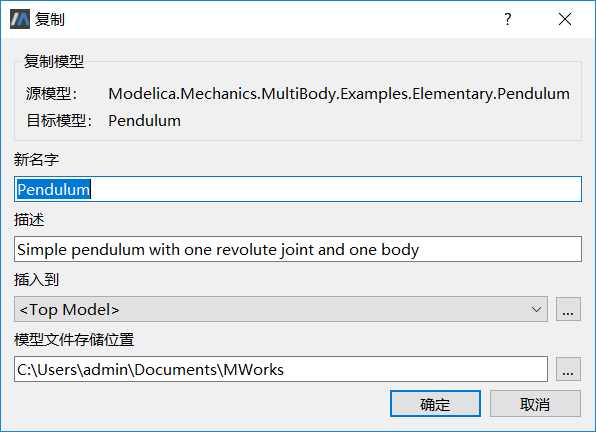 复制
?
复制模型
源模型: Modelica.Mechanics.MultiBody.Examples.Elementary.Pendulum
目标模型: Pendulum
新名字
Pendulum
描述
Simple pendulum with one revolute joint and one body
插入到
<Top Model>
...
模型文件存储位置
C:\Users\admin\Documents\MWorks
...
确定 取消